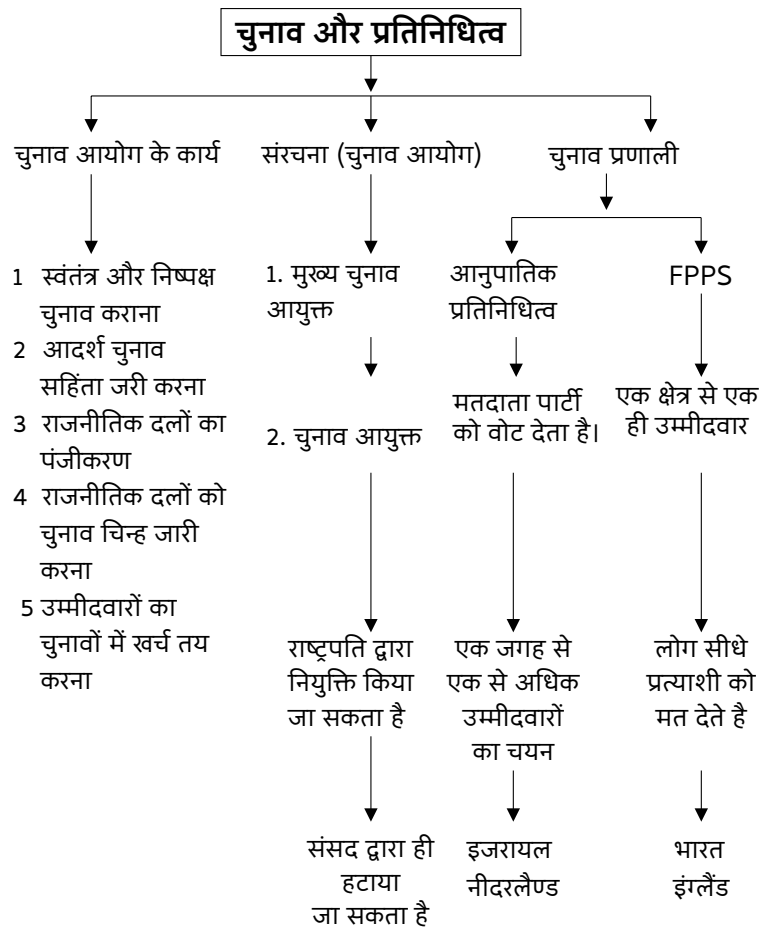 चुनाव और प्रतिनिधित्व
चुनाव आयोग के कार्य
1 स्वंतंत्र और निष्पक्ष
चुनाव कराना
2 आदर्श चुनाव
सहिंता जरी करना
3 राजनीतिक दलों का
पंजीकरण
4 राजनीतिक दलों को
चुनाव चिन्ह जारी
करना
5 उम्मीदवारों का
चुनावों में खर्च तय
करना
संरचना (चुनाव आयोग)
1. मुख्य चुनाव
आयुक्त
2. चुनाव आयुक्त
राष्ट्रपति द्वारा
नियुक्ति किया
जा सकता है
संसद द्वारा ही
हटाया
जा सकता है
चुनाव प्रणाली
आनुपातिक
प्रतिनिधित्व
मतदाता पार्टी
को वोट देता है।
एक जगह से
एक से अधिक
उम्मीदवारों
का चयन
इजरायल
नीदरलैण्ड
FPPS
एक क्षेत्र से एक
ही उम्मीदवार
लोग सीधे
प्रत्याशी को
मत देते है
भारत
इंग्लैंड